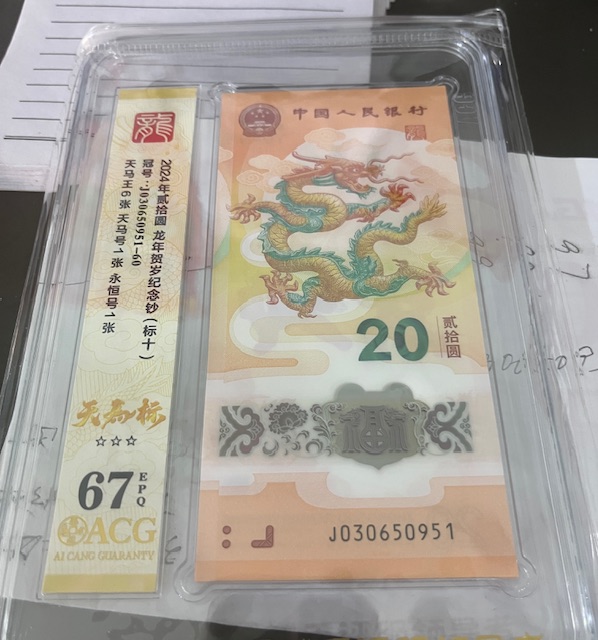 龍
2024年贰拾圆 龙年贺岁纪念钞（标十）
冠号：J030650951-60
天马王6张 天马号1张 永恒号1张
天马标
☆☆☆
67 EPQ
ACG
AI CANG GUARANTY
中国人民银行
20 贰拾圆
J030650951